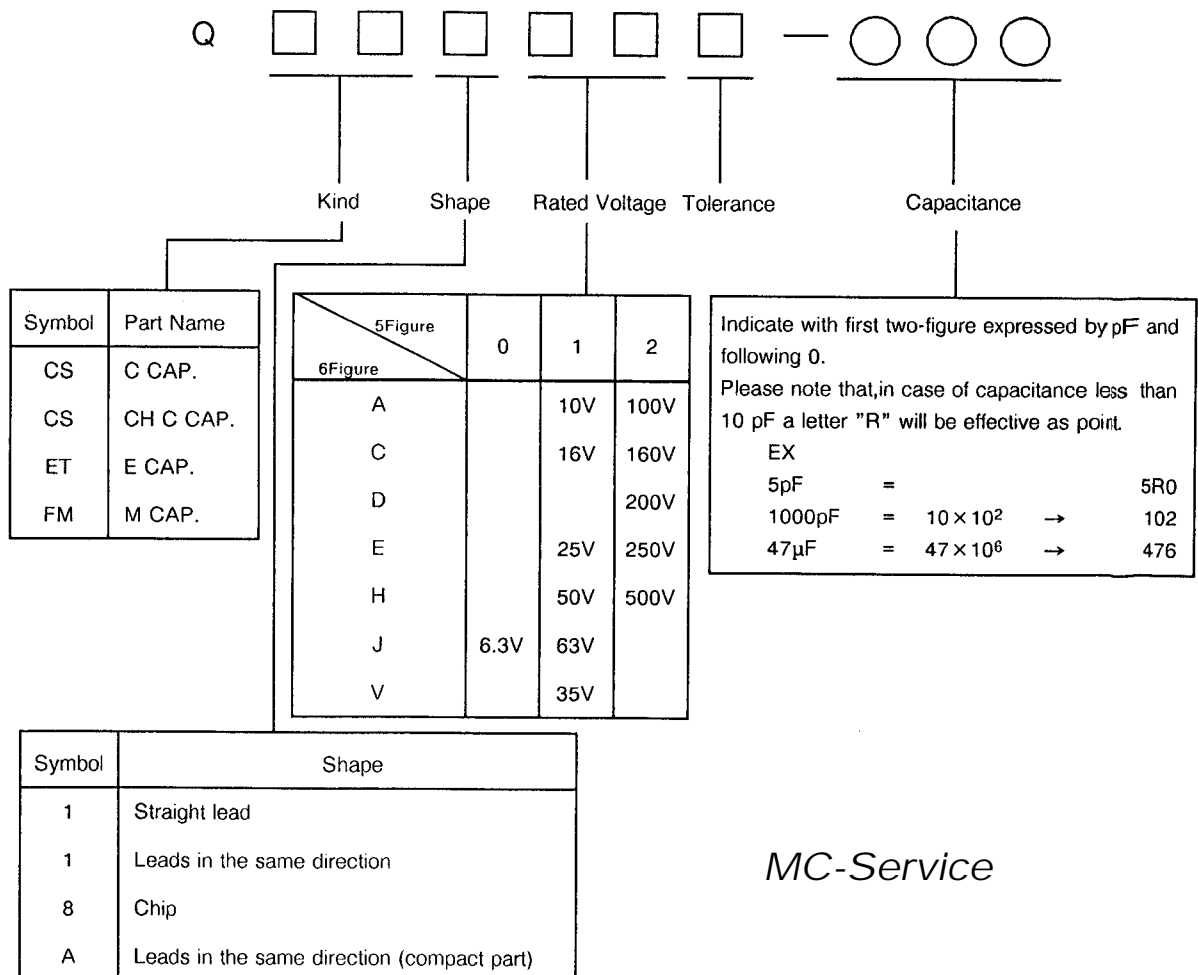 Q □ □ □ □ □ □ — ○ ○ ○
Kind Shape Rated Voltage Tolerance Capacitance
Symbol Part Name
CS C CAP.
CS CH C CAP.
ET E CAP.
FM M CAP.
5Figure
6Figure
0 1 2
A 10V 100V
C 16V 160V
D 200V
E 25V 250V
H 50V 500V
J 6.3V 63V
V 35V
Indicate with first two-figure expressed by pF and
following 0.
Please note that,in case of capacitance less than
10 pF a letter "R" will be effective as point.
EX
5pF = 5R0
1000pF = 10×10² → 102
47µF = 47×10⁶ → 476
Symbol Shape
1 Straight lead
1 Leads in the same direction
8 Chip
A Leads in the same direction (compact part)
MC-Service